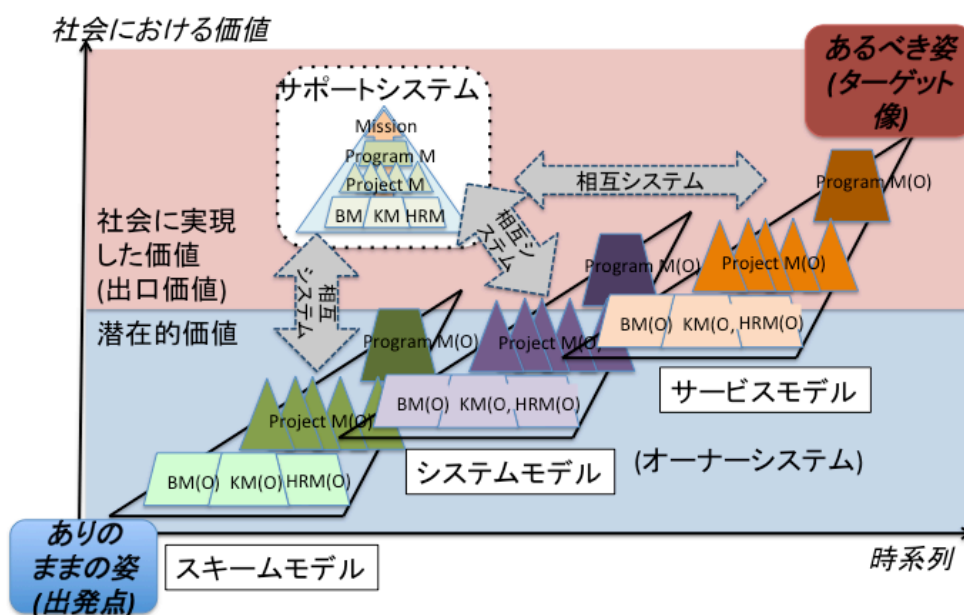 社会における価値
あるべき姿
(ターゲット
像)
サポートシステム
Mission
Program M
Project M
BM KM HRM
相互システム
相互シ
ステム
相互
システム
社会に実現
した価値
(出口価値)
潜在的価値
Program M(O)
Project M(O)
BM(O) KM(O, HRM(O)
サービスモデル
Program M(O)
Project M(O)
BM(O) KM(O, HRM(O)
システムモデル
(オーナーシステム)
Program M(O)
Project M(O)
BM(O) KM(O) HRM(O)
スキームモデル
ありの
ままの姿
(出発点)
時系列